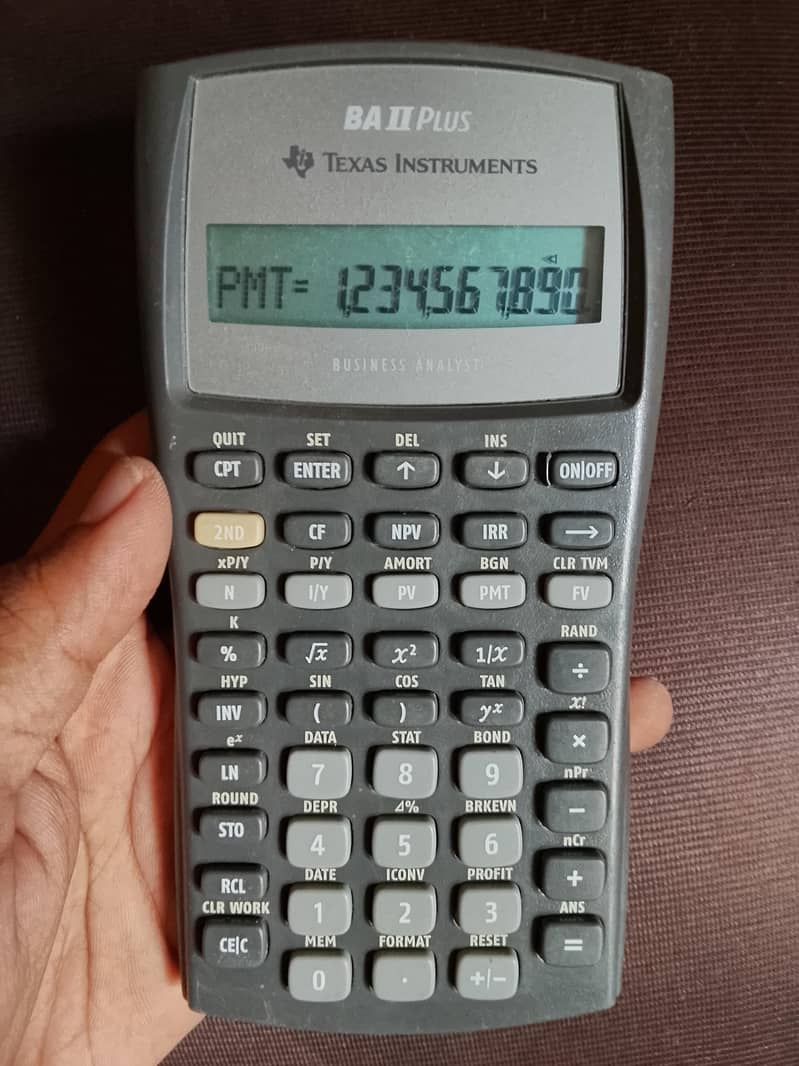 BA II PLUS
TEXAS INSTRUMENTS
PMT= 1,234,567,890
BUSINESS ANALYST
QUIT SET DEL INS
CPT ENTER ↑ ↓ ON|OFF
2ND CF NPV IRR →
xP/Y P/Y AMORT BGN CLR TVM
N I/Y PV PMT FV
K RAND
% √x x² 1/x ÷
HYP SIN COS TAN x!
INV ( ) yˣ ×
eˣ DATA STAT BOND nPr
LN 7 8 9 −
ROUND DEPR Δ% BRKEVN nCr
STO 4 5 6 +
DATE ICONV PROFIT
RCL 1 2 3
CLR WORK ANS
CE|C =
MEM FORMAT RESET
0 . +/−